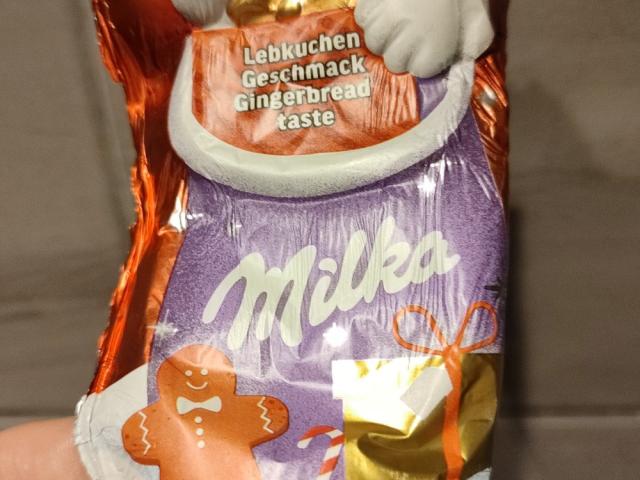 Lebkuchen
Geschmack
Gingerbread
taste
Milka